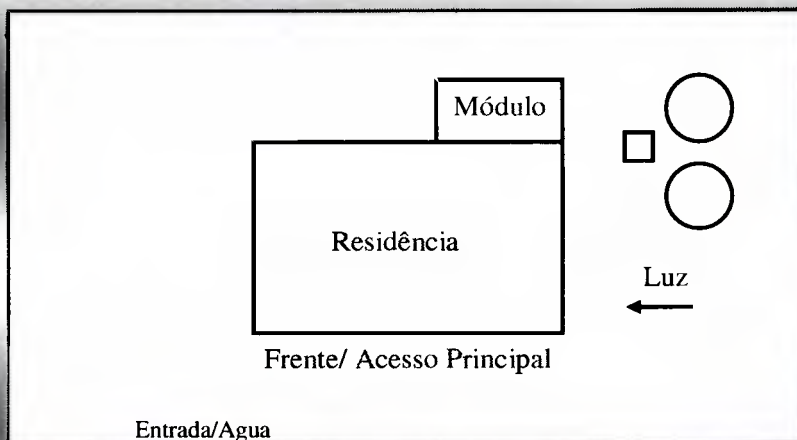 Módulo
Residência
Luz
Frente/ Acesso Principal
Entrada/Agua